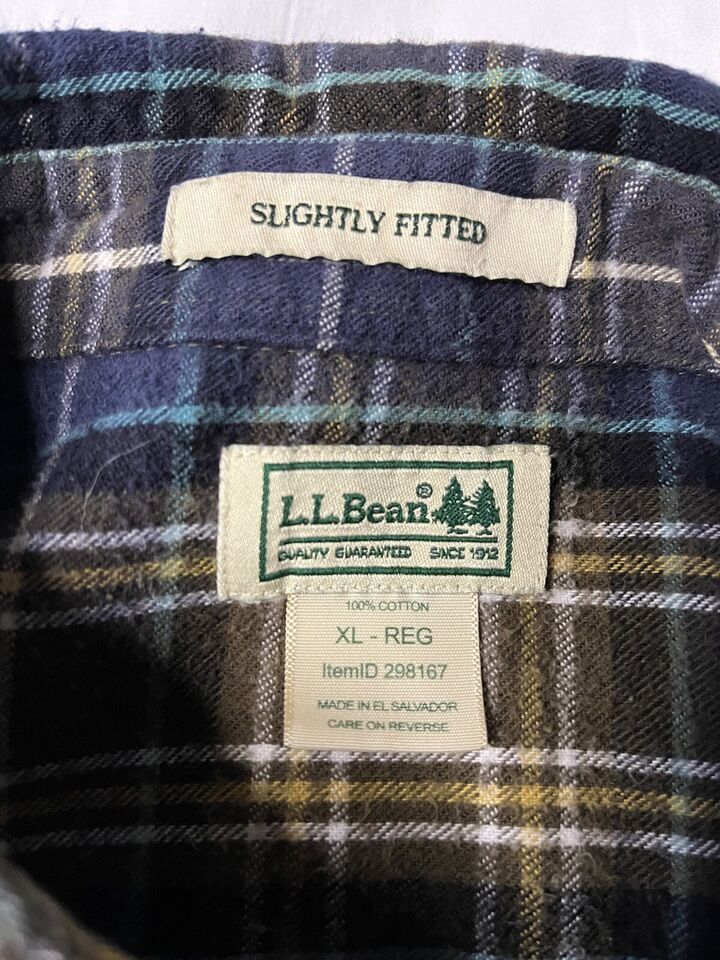 SLIGHTLY FITTED
L.L.Bean®
QUALITY GUARANTEED SINCE 1912
100% COTTON
XL - REG
ItemID 298167
MADE IN EL SALVADOR
CARE ON REVERSE